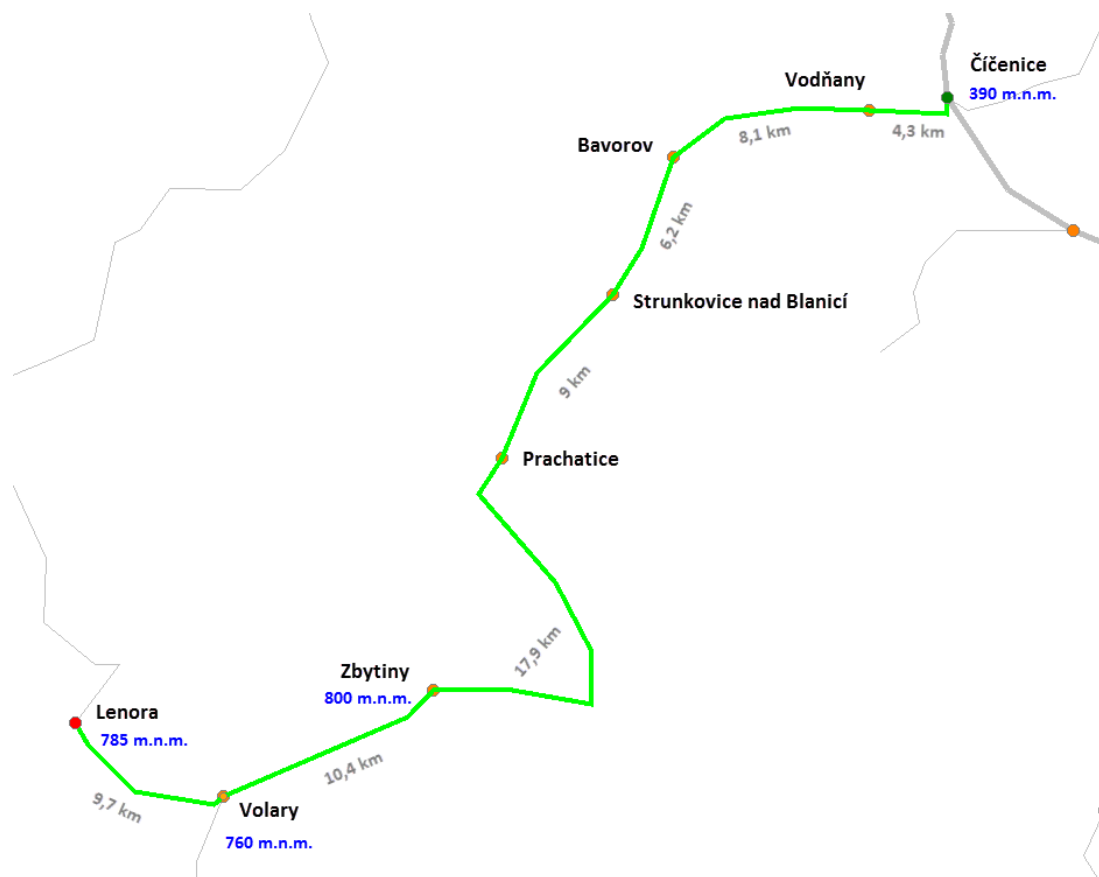 Číčenice
390 m.n.m.
Vodňany
4,3 km
8,1 km
Bavorov
6,2 km
Strunkovice nad Blanicí
9 km
Prachatice
17,9 km
Zbytiny
800 m.n.m.
10,4 km
Lenora
785 m.n.m.
9,7 km
Volary
760 m.n.m.